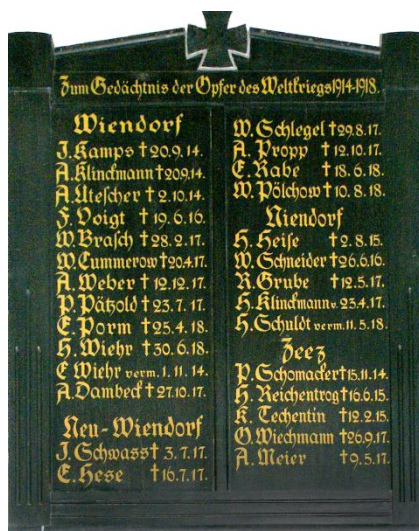 Zum Gedächtnis der Opfer des Weltkriegs 1914-1918.
Wiendorf
J. Kamps † 20.9.14.
A. Klinckmann † 20.9.14
A. Utescher † 2.10.14.
F. Voigt † 19.6.16.
W. Brasch † 28.2.17.
W. Cummerow † 20.4.17.
A. Weber † 12.12.17.
P. Pätzold † 23.7.17.
E. Porm † 25.4.18.
H. Wiehr † 30.6.18.
E Wiehr verm. 1.11.14.
A. Dambeck † 27.10.17.
Neu-Wiendorf
J. Schwass † 3.7.17.
E. Hese † 16.7.17.
W. Schlegel † 29.8.17.
A. Propp † 12.10.17.
E. Rabe † 18.6.18.
W. Pölchow † 10.8.18.
Niendorf
H. Heise † 2.8.15.
W. Schneider † 26.6.16.
R. Grube † 12.5.17.
H. Klinckmann v. 23.4.17.
H. Schuldt verm. 11.5.18.
Zeez
P. Schomacker † 15.11.14.
H. Reichentrog † 16.6.15.
K. Techentin † 12.2.15.
O. Wiechmann † 26.9.17.
A. Meier † 9.5.17.